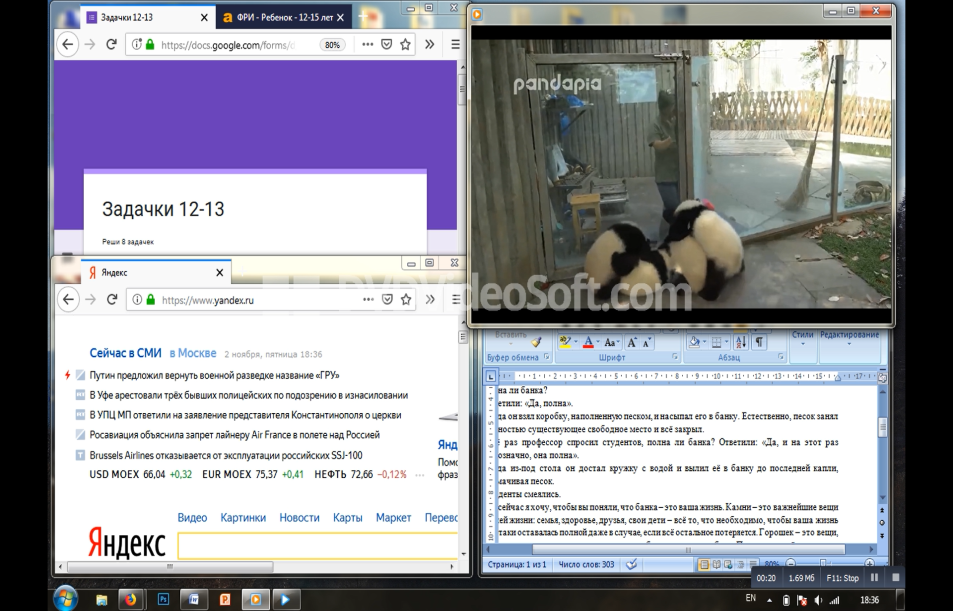 Задачки 12-13
ФРИ - Ребенок - 12-15 лет
https://docs.google.com/forms/d
80%
Задачки 12-13
Реши 8 задачек
pandapia
Яндекс
https://www.yandex.ru
DVDVideoSoft.com
Сейчас в СМИ в Москве 2 ноября, пятница 18:36
Путин предложил вернуть военной разведке название «ГРУ»
В Уфе арестовали трёх бывших полицейских по подозрению в изнасиловании
В УПЦ МП ответили на заявление представителя Константинополя о церкви
Росавиация объяснила запрет лайнеру Air France в полете над Россией
Brussels Airlines отказывается от эксплуатации российских SSJ-100
USD MOEX 66,04 +0,32 EUR MOEX 75,37 +0,41 НЕФТЬ 72,66 −0,12% ...
Янд
Помо
фраз
Видео Картинки Новости Карты Маркет Перево
Яндекс
Вставить
Стили Редактирование
Буфер обмена Шрифт Абзац
на ли банка?
етили: «Да, полна».
да он взял коробку, наполненную песком, и насыпал его в банку. Естественно, песок занял
ностью существующее свободное место и всё закрыл.
ё раз профессор спросил студентов, полна ли банка? Ответили: «Да, и на этот раз
означно, она полна».
да из-под стола он достал кружку с водой и вылил её в банку до последней капли,
мачивая песок.
денты смеялись.
сейчас я хочу, чтобы вы поняли, что банка – это ваша жизнь. Камни – это важнейшие вещи
ей жизни: семья, здоровье, друзья, свои дети – всё то, что необходимо, чтобы ваша жизнь
таки оставалась полной даже в случае, если всё остальное потеряется. Горошек – это вещи,
Страница: 1 из 1 Число слов: 303 80%
00:20 1.69 Мб F11: Stop
EN 18:36